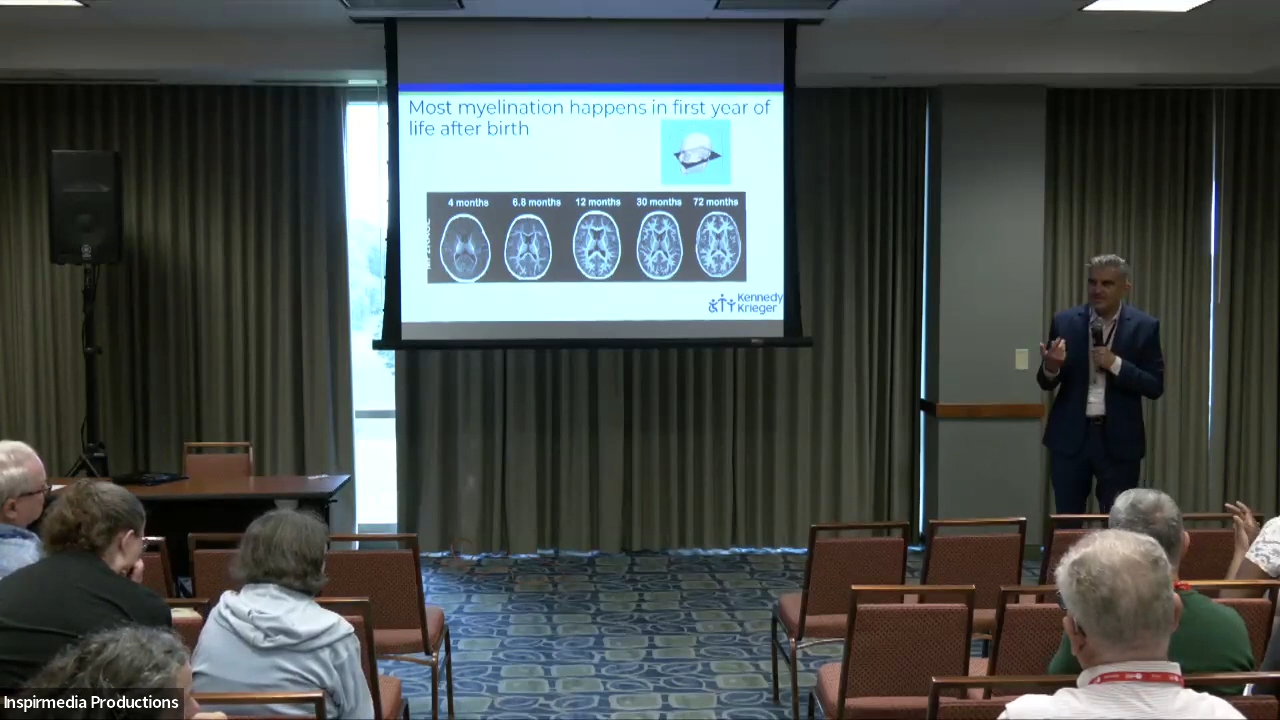 Most myelination happens in first year of
life after birth
4 months
6.8 months
12 months
30 months
72 months
Kennedy
Krieger
Inspirmedia Productions